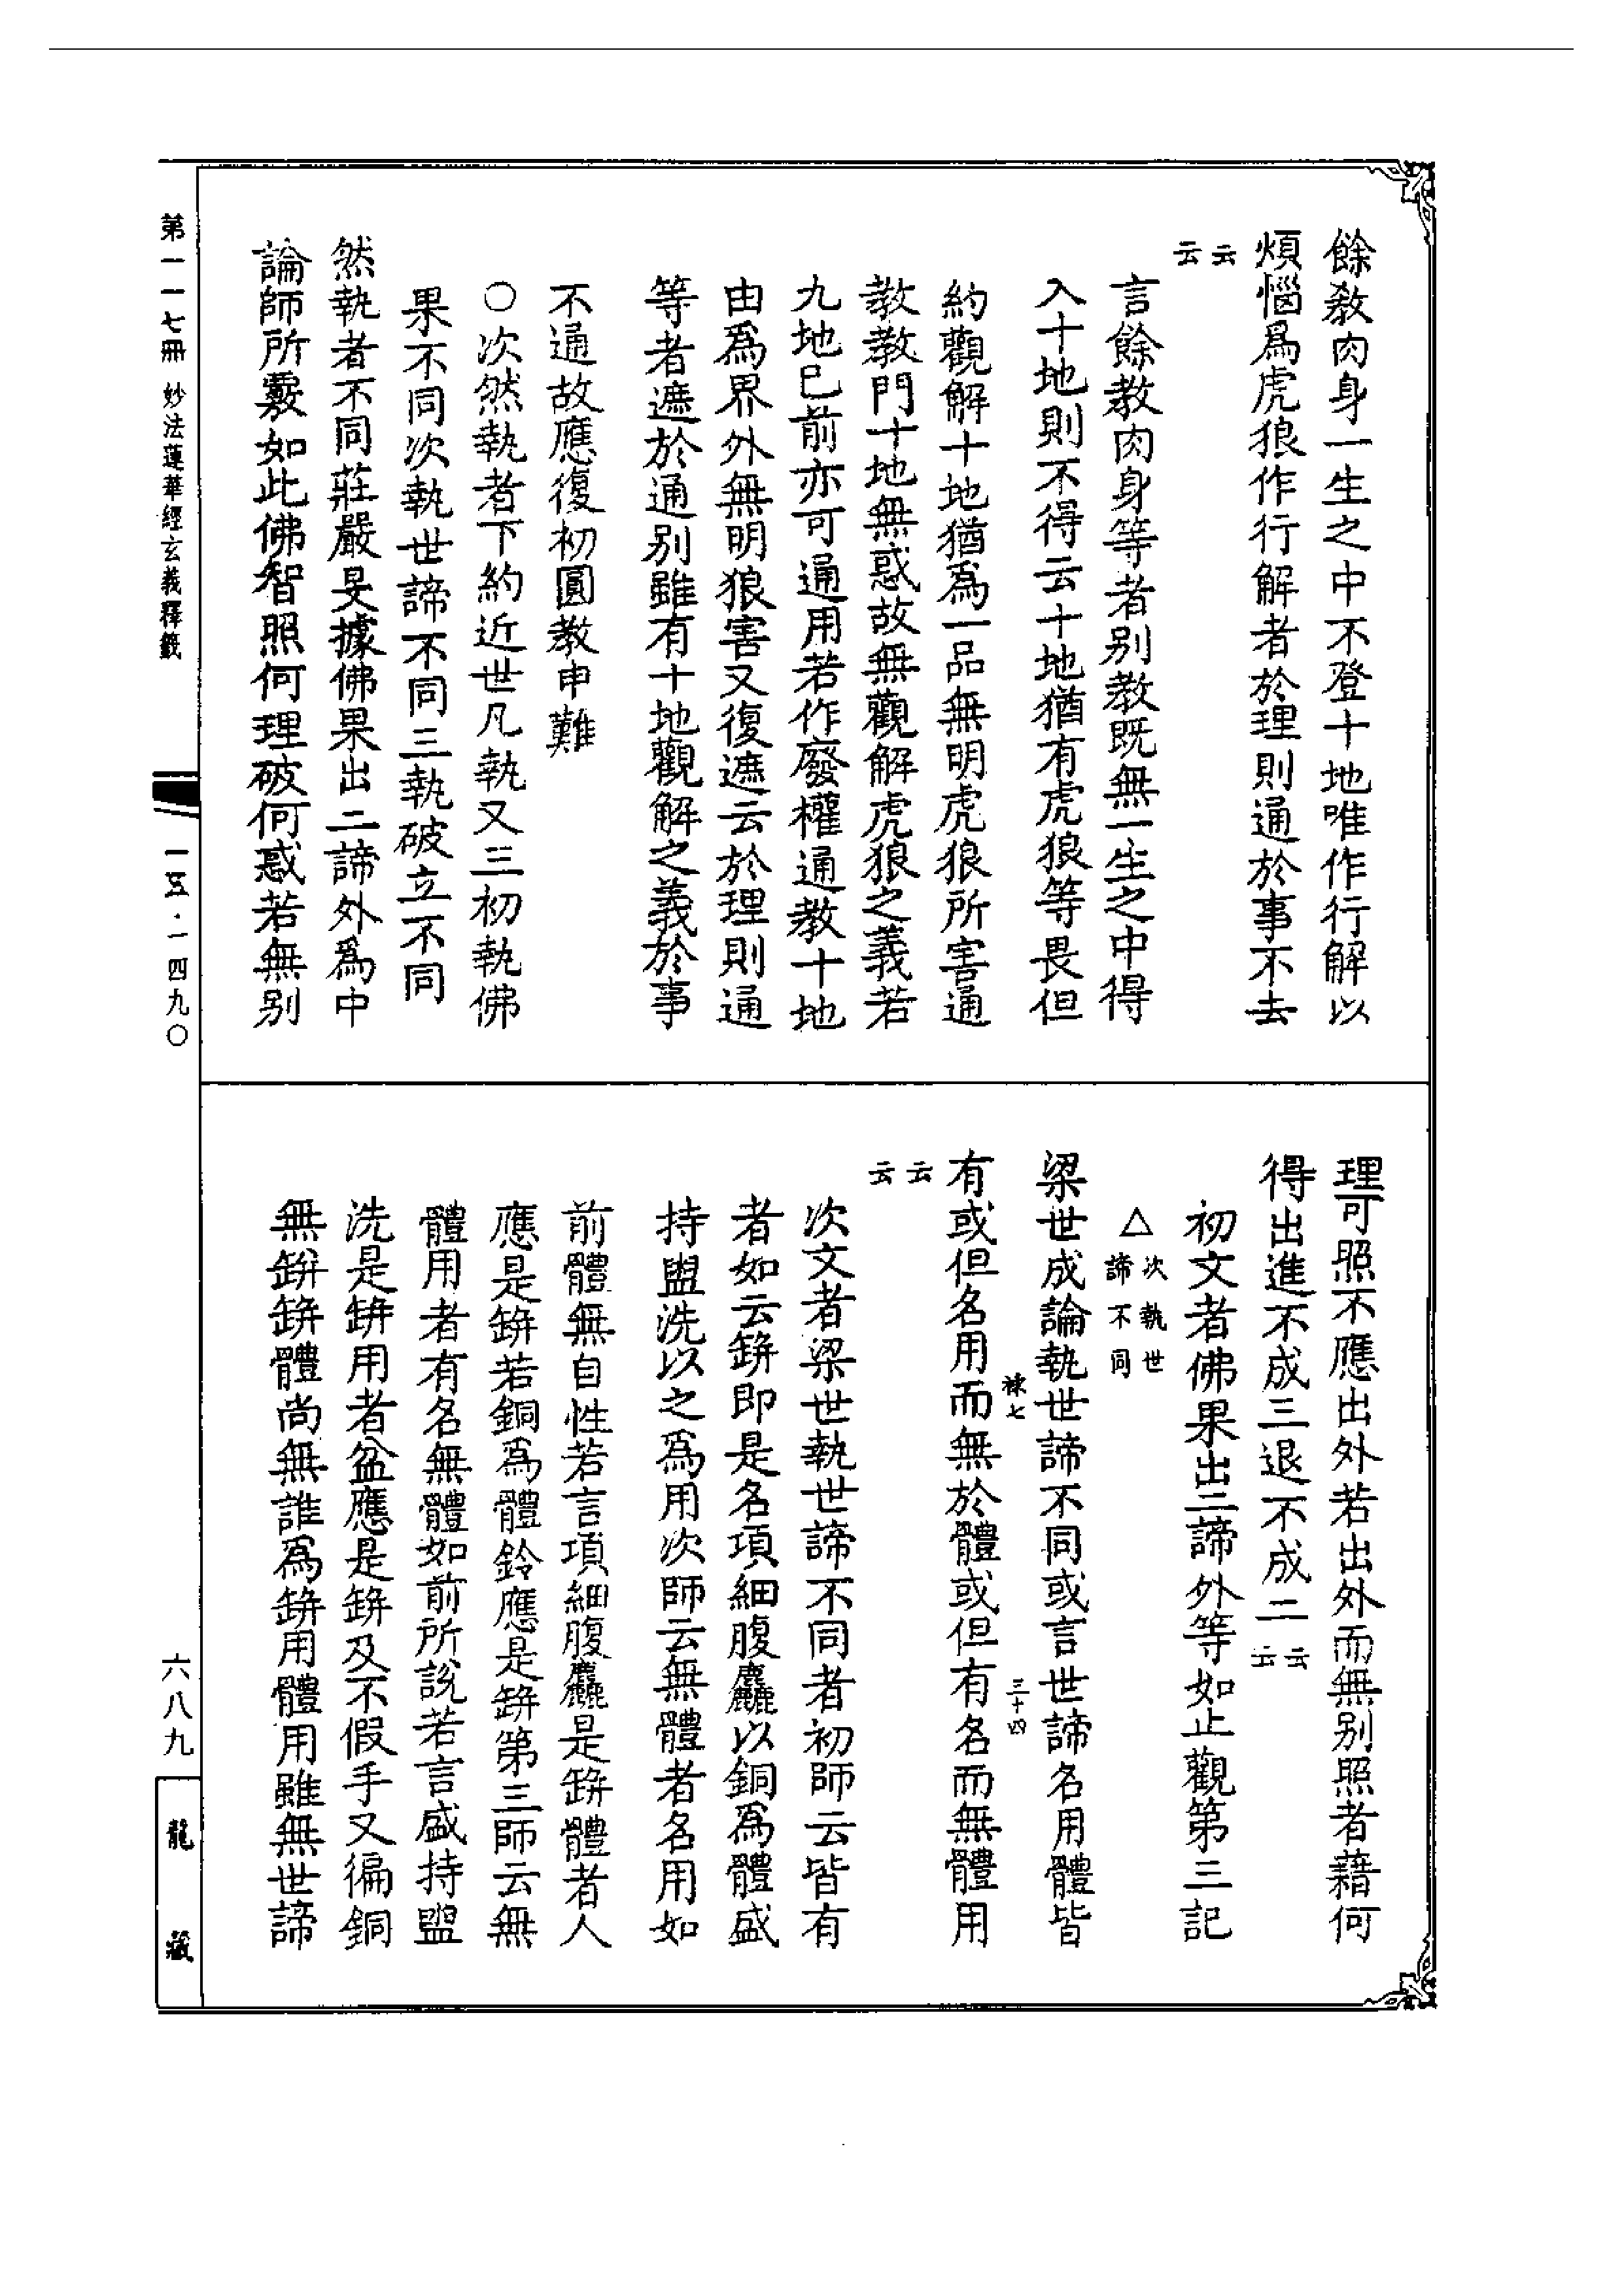 餘教肉身一生之中不登十地唯作行解以
煩惱爲虎狼作行解者於理則通於事不去
云云
言餘教肉身等者別教既無一生之中得
入十地則不得云十地猶有虎狼等畏但
約觀解十地猶爲一品無明虎狼所害通
教教門十地無惑故無觀解虎狼之義若
九地已前亦可通用若作廢權通教十地
由爲界外無明狼害又復遮云於理則通
等者遮於通別雖有十地觀解之義於事
不通故應復初圓教申難
○次然執者下約近世凡執又三初執佛
果不同次執世諦不同三執破立不同
然執者不同莊嚴旻據佛果出二諦外爲中
論師所覈如此佛智照何理破何惑若無別
理可照不應出外若出外而無別照者藉何
得出進不成三退不成二云云
初文者佛果出二諦外等如止觀第三記
△次執世諦不同
梁世成論執世諦不同或言世諦名用體皆
有或但名用而無於體或但有名而無體用
云云
次文者梁世執世諦不同者初師云皆有
者如云缾即是名項細腹麤以銅爲體盛
持盥洗以之爲用次師云無體者名用如
前體無自性若言項細腹麤是缾體者人
應是缾若銅爲體鈴應是缾第三師云無
體用者有名無體如前所說若言盛持盥
洗是缾用者盆應是缾及不假手又徧銅
無缾缾體尚無誰爲缾用體用雖無世諦
楝七
三十四
第一一七冊 妙法蓮華經玄義釋籤
一五·一四九〇
六八九
龍藏